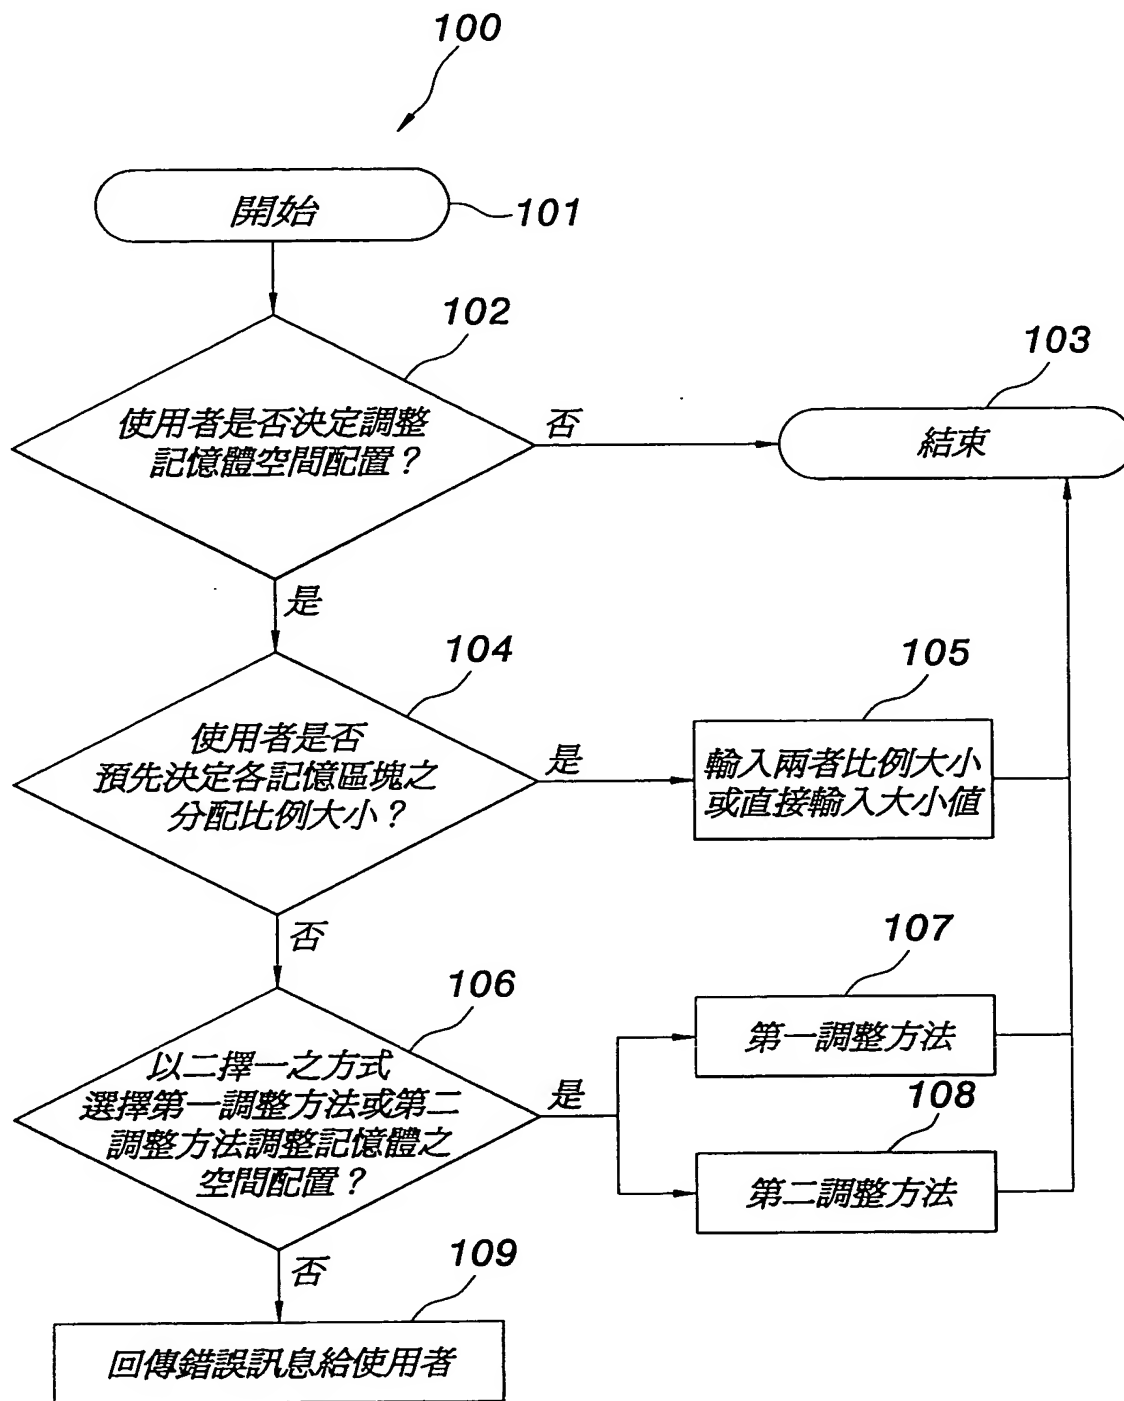 100
開始
101
102
使用者是否決定調整
記憶體空間配置？
否
103
結束
是
104
使用者是否
預先決定各記憶區塊之
分配比例大小？
是
105
輸入兩者比例大小
或直接輸入大小值
否
106
以二擇一之方式
選擇第一調整方法或第二
調整方法調整記憶體之
空間配置？
是
107
第一調整方法
108
第二調整方法
否
109
回傳錯誤訊息給使用者